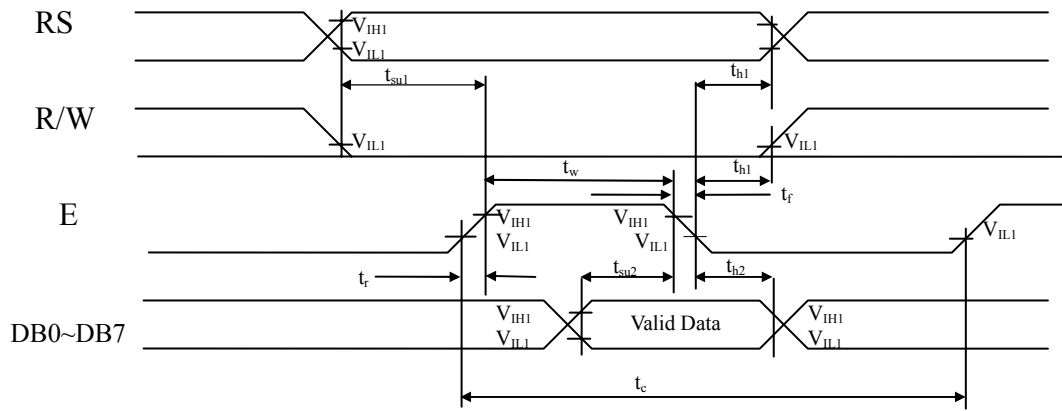 RS
V_IH1
V_IL1
t_su1
t_h1
R/W
V_IL1
V_IL1
t_w
t_h1
t_f
E
V_IH1
V_IH1
V_IL1
V_IL1
V_IL1
t_r
t_su2
t_h2
DB0~DB7
V_IH1
Valid Data
V_IH1
V_IL1
V_IL1
t_c